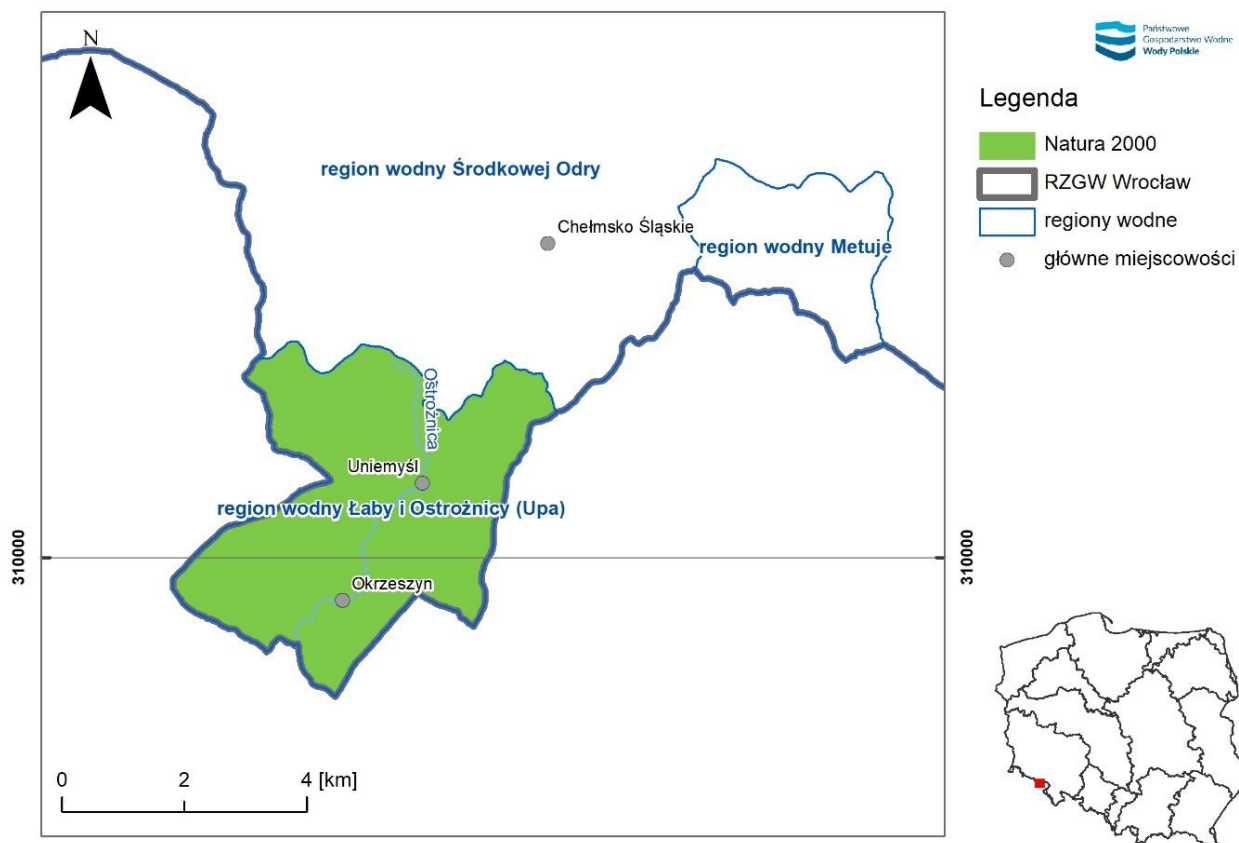 N
region wodny Środkowej Odry
Chełmsko Śląskie
region wodny Metuje
Ostrożnica
Uniemyśl
region wodny Łaby i Ostrożnicy (Upa)
310000
310000
Okrzeszyn
0 2 4 [km]
Państwowe
Gospodarstwo Wodne
Wody Polskie
Legenda
Natura 2000
RZGW Wrocław
regiony wodne
główne miejscowości